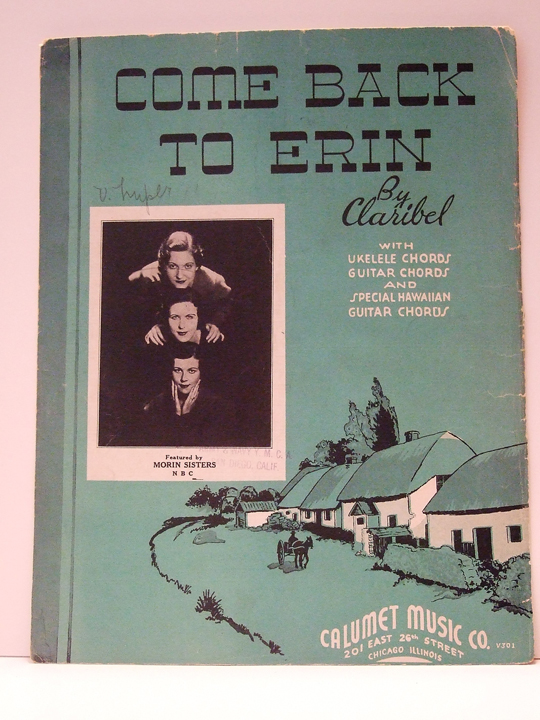 COME BACK
TO ERIN
By
Claribel
WITH
UKELELE CHORDS
GUITAR CHORDS
AND
SPECIAL HAWAIIAN
GUITAR CHORDS
Featured by
MORIN SISTERS
NBC
Y. M. C. A
CALIF
CALUMET MUSIC CO.
201 EAST 26th STREET
CHICAGO ILLINOIS
V301